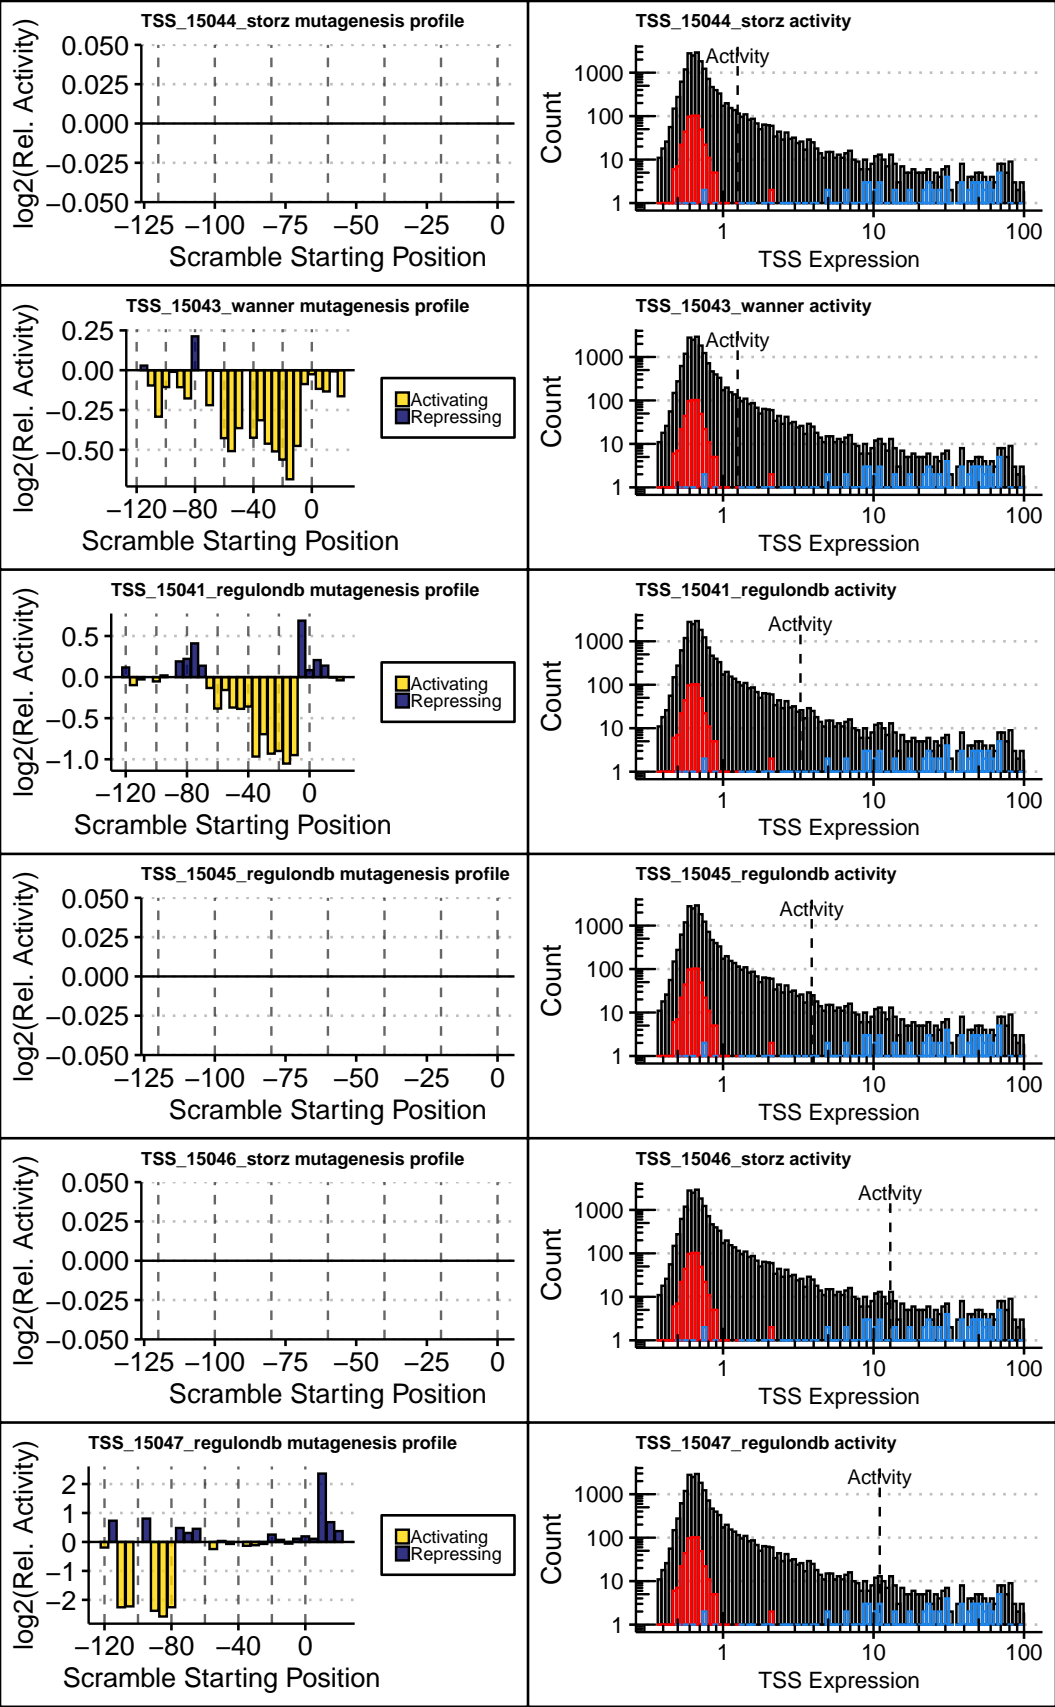 TSS_15044_storz mutagenesis profile
log2(Rel. Activity)
0.050
0.025
0.000
−0.025
−0.050
−125 −100 −75 −50 −25 0
Scramble Starting Position
TSS_15044_storz activity
Activity
Count
1000
100
10
1
1 10 100
TSS Expression
TSS_15043_wanner mutagenesis profile
log2(Rel. Activity)
0.25
0.00
−0.25
−0.50
−120 −80 −40 0
Scramble Starting Position
Activating
Repressing
TSS_15043_wanner activity
Activity
Count
1000
100
10
1
1 10 100
TSS Expression
TSS_15041_regulondb mutagenesis profile
log2(Rel. Activity)
0.5
0.0
−0.5
−1.0
−120 −80 −40 0
Scramble Starting Position
Activating
Repressing
TSS_15041_regulondb activity
Activity
Count
1000
100
10
1
1 10 100
TSS Expression
TSS_15045_regulondb mutagenesis profile
log2(Rel. Activity)
0.050
0.025
0.000
−0.025
−0.050
−125 −100 −75 −50 −25 0
Scramble Starting Position
TSS_15045_regulondb activity
Activity
Count
1000
100
10
1
1 10 100
TSS Expression
TSS_15046_storz mutagenesis profile
log2(Rel. Activity)
0.050
0.025
0.000
−0.025
−0.050
−125 −100 −75 −50 −25 0
Scramble Starting Position
TSS_15046_storz activity
Activity
Count
1000
100
10
1
1 10 100
TSS Expression
TSS_15047_regulondb mutagenesis profile
log2(Rel. Activity)
2
1
0
−1
−2
−120 −80 −40 0
Scramble Starting Position
Activating
Repressing
TSS_15047_regulondb activity
Activity
Count
1000
100
10
1
1 10 100
TSS Expression